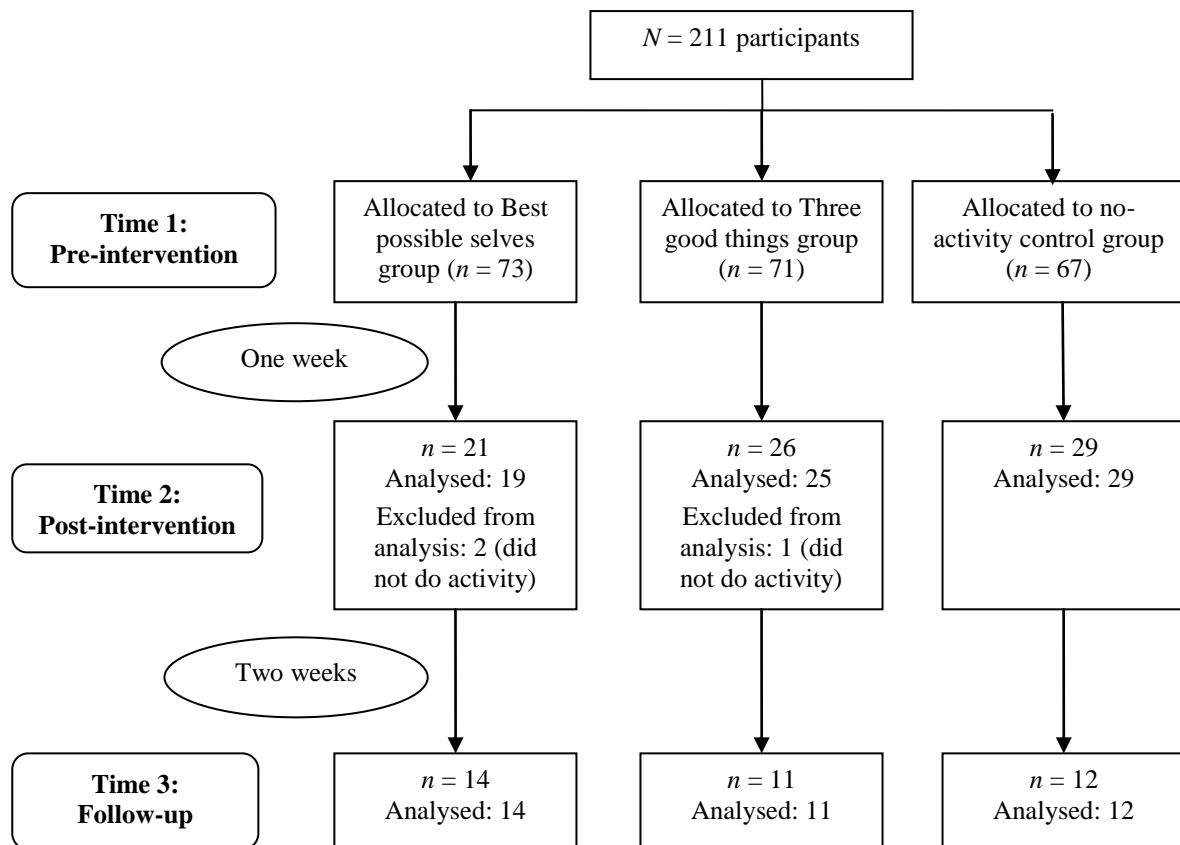 N = 211 participants
Time 1:
Pre-intervention
Allocated to Best
possible selves
group (n = 73)
Allocated to Three
good things group
(n = 71)
Allocated to no-
activity control group
(n = 67)
One week
Time 2:
Post-intervention
n = 21
Analysed: 19
Excluded from
analysis: 2 (did
not do activity)
n = 26
Analysed: 25
Excluded from
analysis: 1 (did
not do activity)
n = 29
Analysed: 29
Two weeks
Time 3:
Follow-up
n = 14
Analysed: 14
n = 11
Analysed: 11
n = 12
Analysed: 12